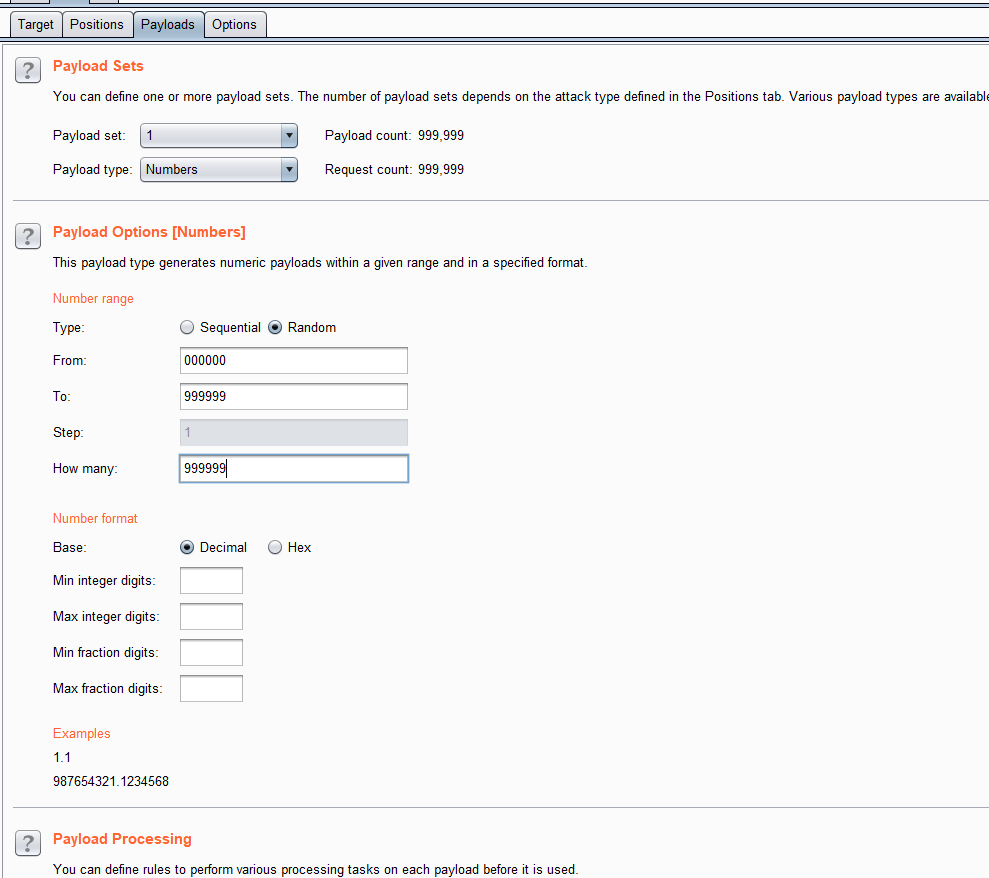 Target Positions Payloads Options
? Payload Sets
You can define one or more payload sets. The number of payload sets depends on the attack type defined in the Positions tab. Various payload types are available
Payload set: 1 Payload count: 999,999
Payload type: Numbers Request count: 999,999
? Payload Options [Numbers]
This payload type generates numeric payloads within a given range and in a specified format.
Number range
Type: Sequential Random
From: 000000
To: 999999
Step: 1
How many: 999999
Number format
Base: Decimal Hex
Min integer digits:
Max integer digits:
Min fraction digits:
Max fraction digits:
Examples
1.1
987654321.1234568
? Payload Processing
You can define rules to perform various processing tasks on each payload before it is used.